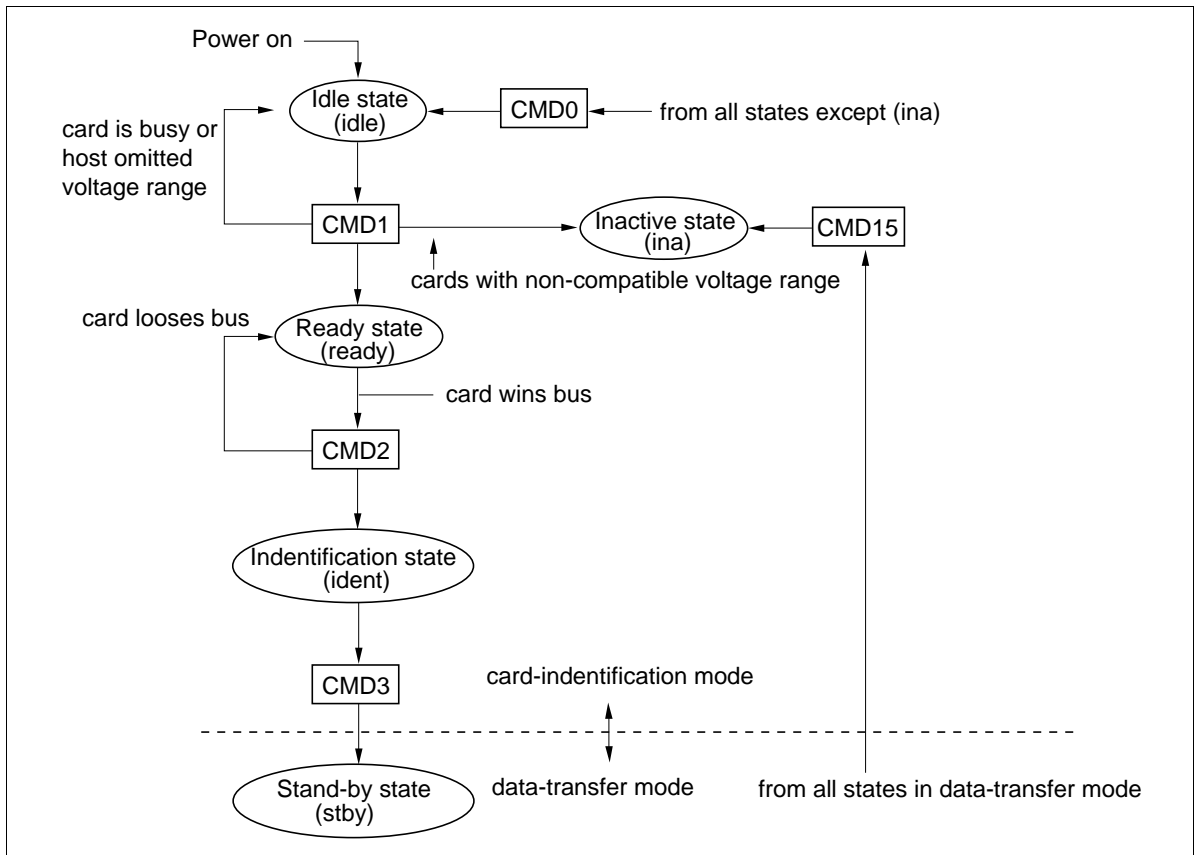 Power on
Idle state
(idle)
CMD0
from all states except (ina)
card is busy or
host omitted
voltage range
CMD1
Inactive state
(ina)
CMD15
cards with non-compatible voltage range
card looses bus
Ready state
(ready)
card wins bus
CMD2
Indentification state
(ident)
CMD3
card-indentification mode
Stand-by state
(stby)
data-transfer mode
from all states in data-transfer mode